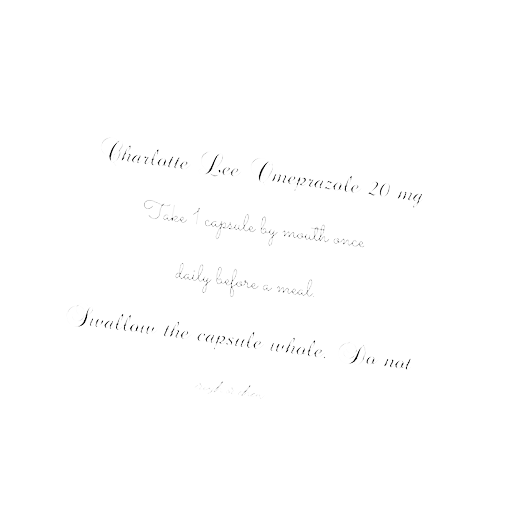 Charlotte Lee Omeprazole 20 mg
Take 1 capsule by mouth once
daily before a meal.
Swallow the capsule whole. Do not